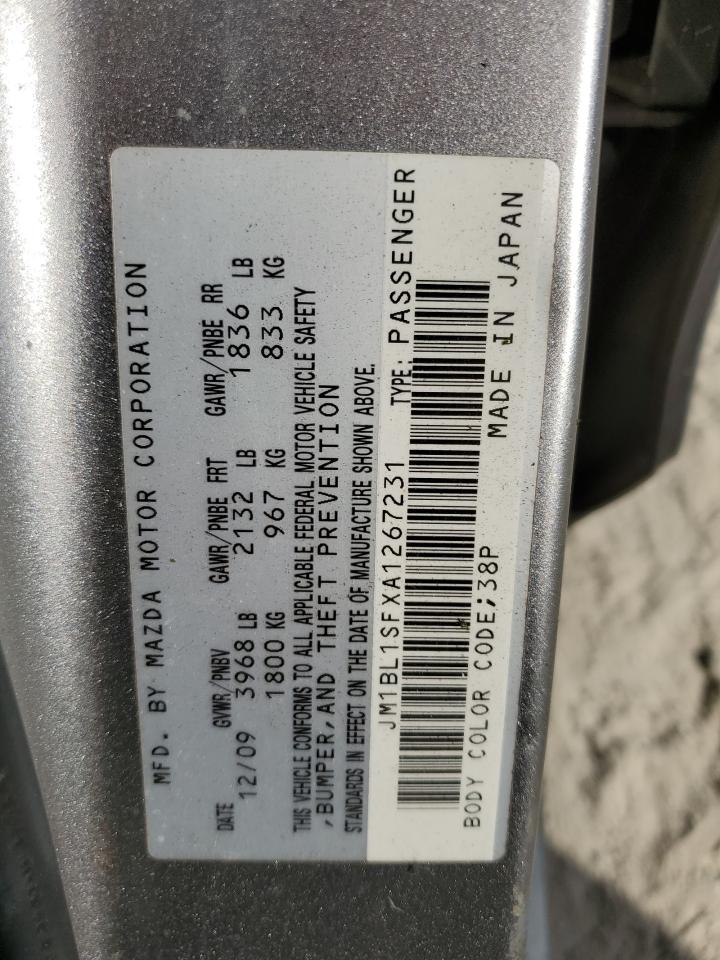 MFD. BY MAZDA MOTOR CORPORATION
DATE GVWR/PNBV GAWR/PNBE FRT GAWR/PNBE RR
12/09 3968 LB 2132 LB 1836 LB
1800 KG 967 KG 833 KG
THIS VEHICLE CONFORMS TO ALL APPLICABLE FEDERAL MOTOR VEHICLE SAFETY
,BUMPER,AND THEFT PREVENTION
STANDARDS IN EFFECT ON THE DATE OF MANUFACTURE SHOWN ABOVE.
JM1BL1SFXA1267231 TYPE: PASSENGER
BODY COLOR CODE;38P MADE IN JAPAN